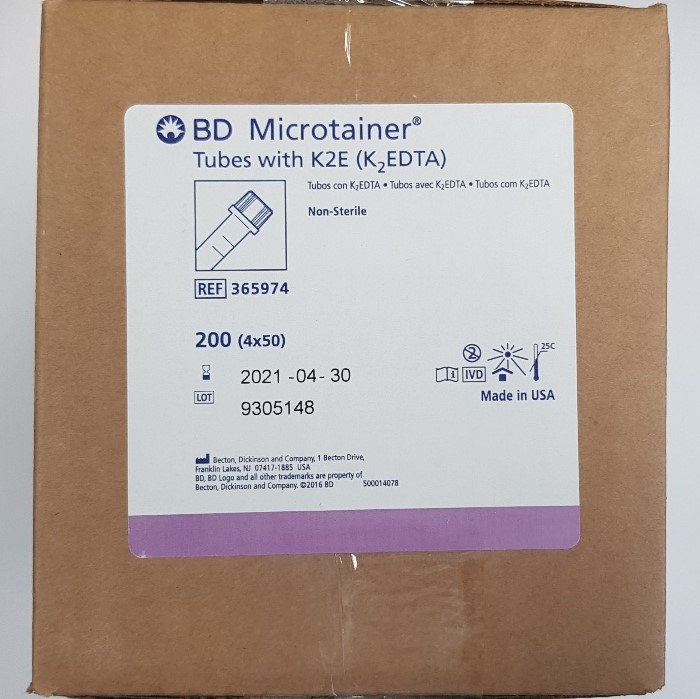 BD Microtainer®
Tubes with K2E (K₂EDTA)
Tubos con K₂EDTA • Tubes avec K₂EDTA • Tubos com K₂EDTA
Non-Sterile
REF 365974
200 (4x50)
2021-04-30
LOT
9305148
2
25C
i IVD
Made in USA
Becton, Dickinson and Company, 1 Becton Drive,
Franklin Lakes, NJ 07417-1885 USA
BD, BD Logo and all other trademarks are property of
Becton, Dickinson and Company. ©2016 BD 500014078